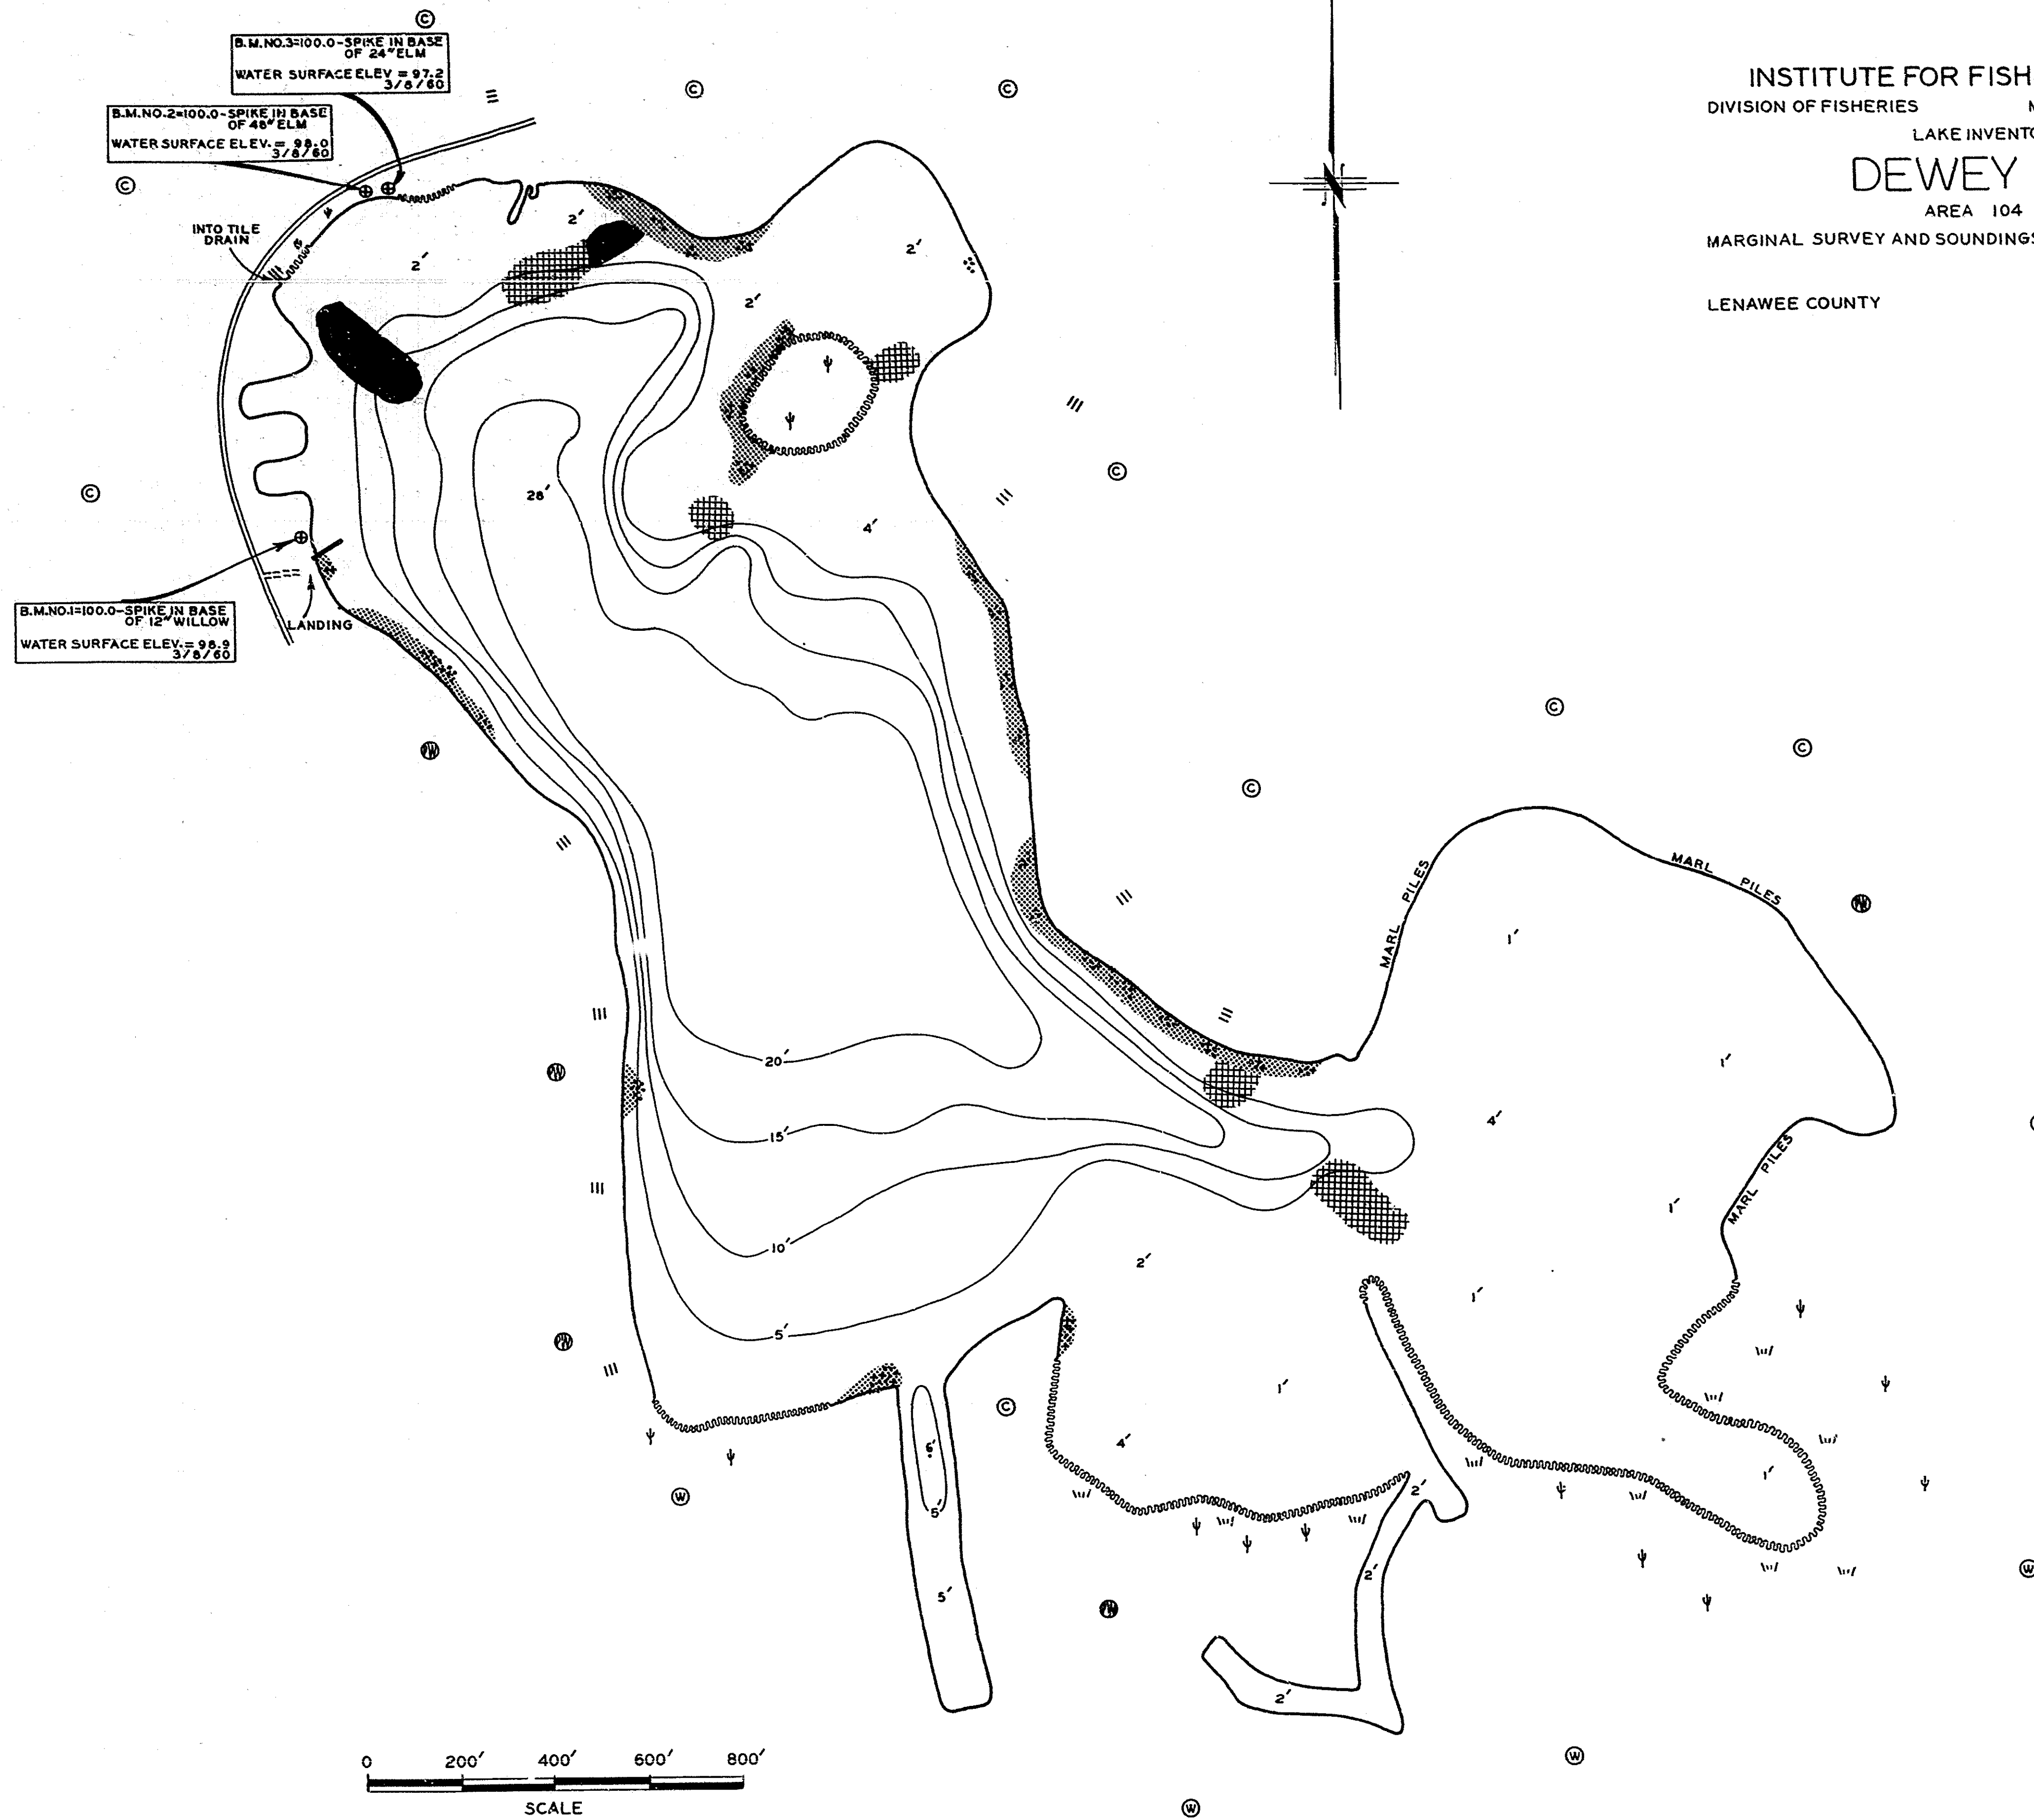 B.M.NO.3=100.0-SPIKE IN BASE
OF 24" ELM
WATER SURFACE ELEV = 97.2
3/8/60
B.M.NO.2=100.0-SPIKE IN BASE
OF 48" ELM
WATER SURFACE ELEV.= 98.0
3/8/60
INTO TILE
DRAIN
B.M.NO.1=100.0-SPIKE IN BASE
OF 12" WILLOW
WATER SURFACE ELEV.= 98.9
3/8/60
LANDING
INSTITUTE FOR FISH
DIVISION OF FISHERIES
LAKE INVENTO
DEWEY
AREA 104
MARGINAL SURVEY AND SOUNDINGS
LENAWEE COUNTY
C
C
C
C
C
C
C
C
C
C
2'
2'
2'
2'
28'
4'
W
MARL PILES
MARL PILES
W
1'
1'
20'
W
4'
15'
MARL PILES
1'
10'
2'
1'
5'
W
1'
C
4'
6'
1'
2'
W
5'
2'
W
5'
W
2'
W
0 200' 400' 600' 800'
SCALE
W